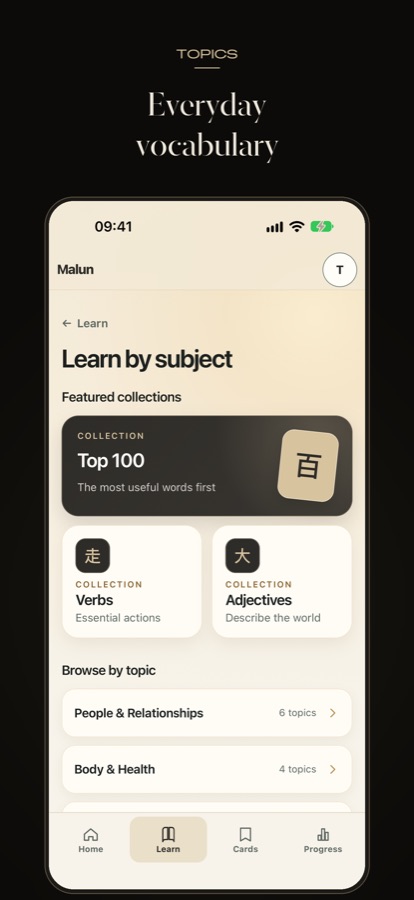 TOPICS
Everyday
vocabulary
09:41
Malun
T
← Learn
Learn by subject
Featured collections
COLLECTION
Top 100
The most useful words first
百
走
COLLECTION
Verbs
Essential actions
大
COLLECTION
Adjectives
Describe the world
Browse by topic
People & Relationships
6 topics
Body & Health
4 topics
Home
Learn
Cards
Progress